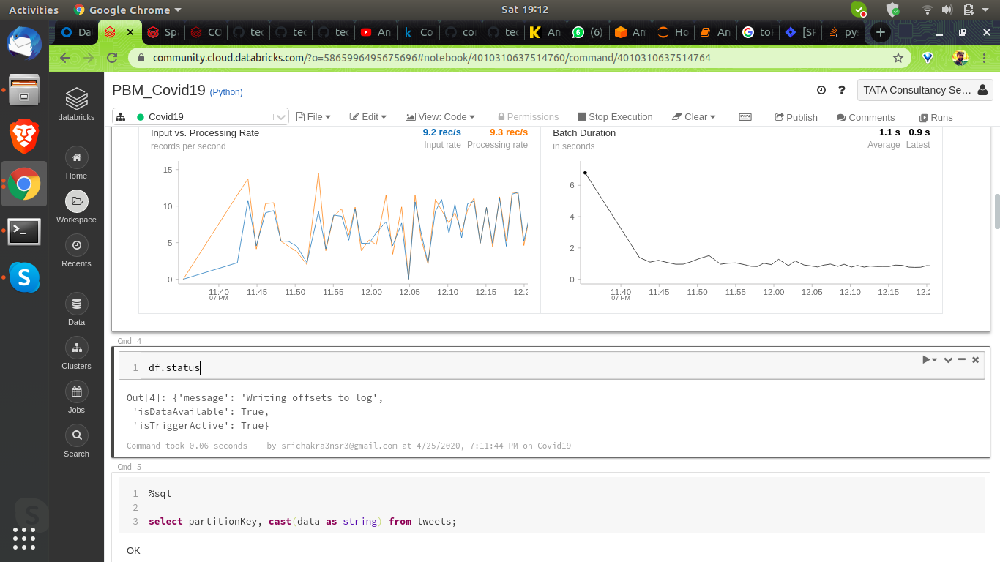 Activities Google Chrome Sat 19:12
Da Spa CO tec tec tec An Co co tec An (6) An Ho An toF [SF pys
community.cloud.databricks.com/?o=5865996495675696#notebook/4010310637514760/command/4010310637514764
databricks
Home
Workspace
Recents
Data
Clusters
Jobs
Search
PBM_Covid19 (Python)
? TATA Consultancy Se...
Covid19 File Edit View: Code Permissions Stop Execution Clear Publish Comments Runs
Input vs. Processing Rate 9.2 rec/s 9.3 rec/s
records per second Input rate Processing rate
15
10
5
0
11:40 11:45 11:50 11:55 12:00 12:05 12:10 12:15 12:2
07 PM
Batch Duration 1.1 s 0.9 s
in seconds Average Latest
6
4
2
0
11:40 11:45 11:50 11:55 12:00 12:05 12:10 12:15 12:2
07 PM
Cmd 4
1 df.status
Out[4]: {'message': 'Writing offsets to log',
'isDataAvailable': True,
'isTriggerActive': True}
Command took 0.06 seconds -- by srichakra3nsr3@gmail.com at 4/25/2020, 7:11:44 PM on Covid19
Cmd 5
1 %sql
2
3 select partitionKey, cast(data as string) from tweets;
OK